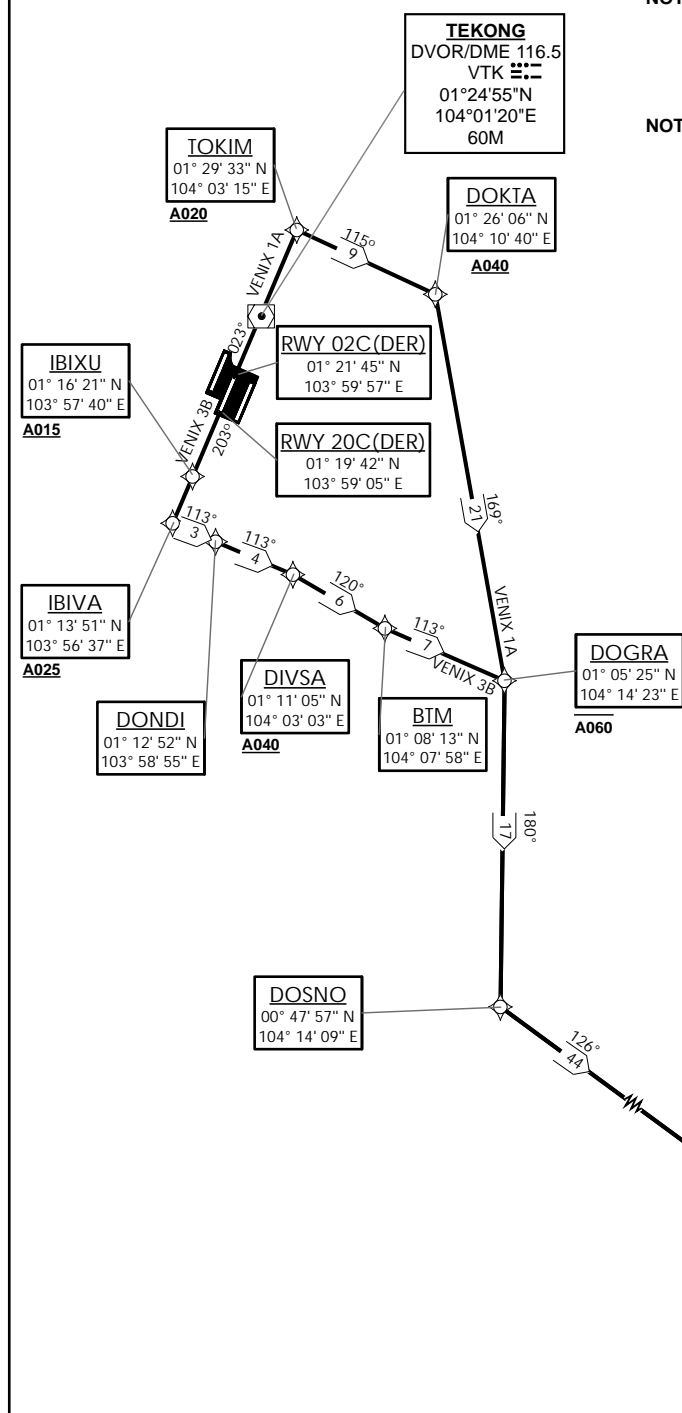 NOT
TEKONG
DVOR/DME 116.5
VTK
01°24'55"N
104°01'20"E
60M
NOT
TOKIM
01° 29' 33" N
104° 03' 15" E
A020
DOKTA
01° 26' 06" N
104° 10' 40" E
A040
115°
9
VENIX 1A
023°
RWY 02C(DER)
01° 21' 45" N
103° 59' 57" E
IBIXU
01° 16' 21" N
103° 57' 40" E
A015
VENIX 3B
203°
RWY 20C(DER)
01° 19' 42" N
103° 59' 05" E
169°
21
VENIX 1A
113°
3
113°
4
120°
6
113°
7
VENIX 3B
IBIVA
01° 13' 51" N
103° 56' 37" E
A025
DONDI
01° 12' 52" N
103° 58' 55" E
DIVSA
01° 11' 05" N
104° 03' 03" E
A040
BTM
01° 08' 13" N
104° 07' 58" E
DOGRA
01° 05' 25" N
104° 14' 23" E
A060
180°
17
DOSNO
00° 47' 57" N
104° 14' 09" E
126°
44